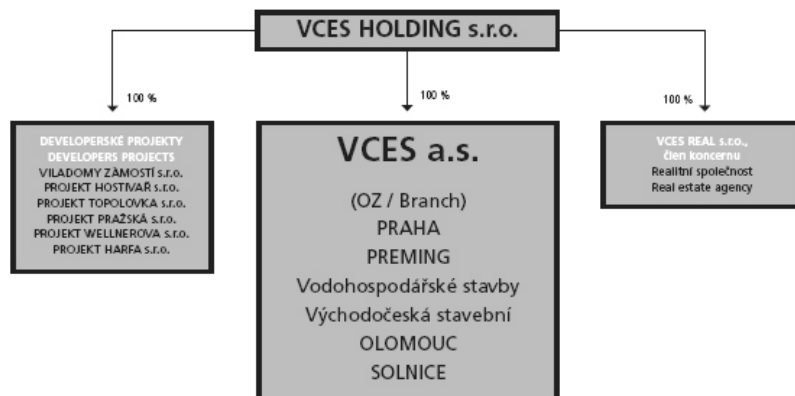 VCES HOLDING s.r.o.
100 %
100 %
100 %
DEVELOPERSKÉ PROJEKTY
DEVELOPERS PROJECTS
VILADOMY ZÁMOSTÍ s.r.o.
PROJEKT HOSTIVAŘ s.r.o.
PROJEKT TOPOLOVKA s.r.o.
PROJEKT PRAŽSKÁ s.r.o.
PROJEKT WELLNEROVA s.r.o.
PROJEKT HARFA s.r.o.
VCES a.s.
(OZ / Branch)
PRAHA
PREMING
Vodohospodářské stavby
Východočeská stavební
OLOMOUC
SOLNICE
VCES REAL s.r.o.,
člen koncernu
Realitní společnost
Real estate agency